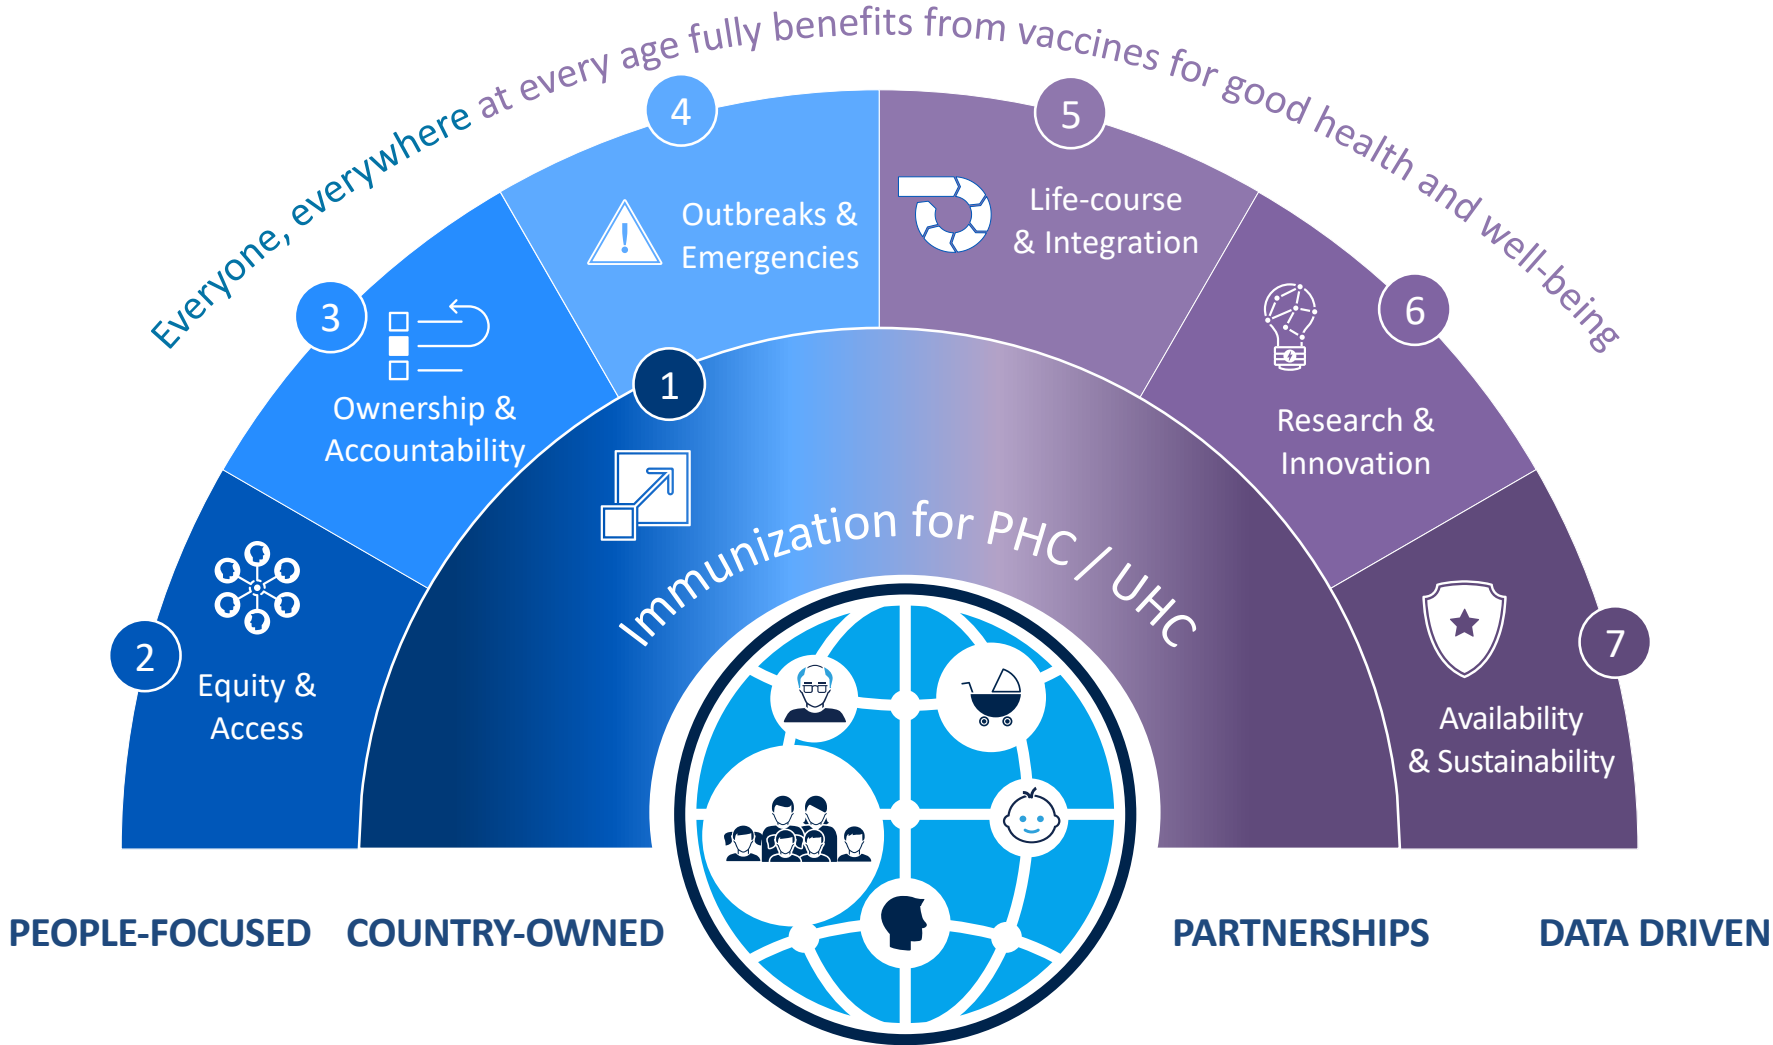 Everyone, everywhere at every age fully benefits from vaccines for good health and well-being
4
Outbreaks &
Emergencies
5
Life-course
& Integration
3
Ownership &
Accountability
6
Research &
Innovation
1
Immunization for PHC / UHC
2
Equity &
Access
7
Availability
& Sustainability
PEOPLE-FOCUSED COUNTRY-OWNED PARTNERSHIPS DATA DRIVEN